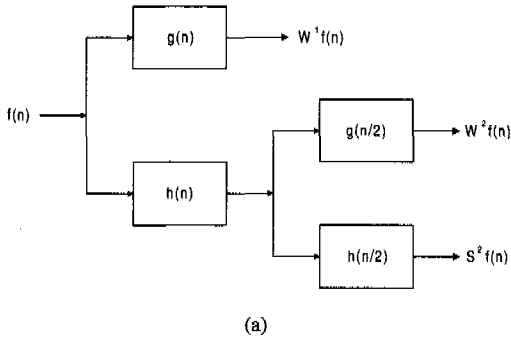 g(n)
W¹f(n)
f(n)
g(n/2)
W²f(n)
h(n)
h(n/2)
S²f(n)
(a)